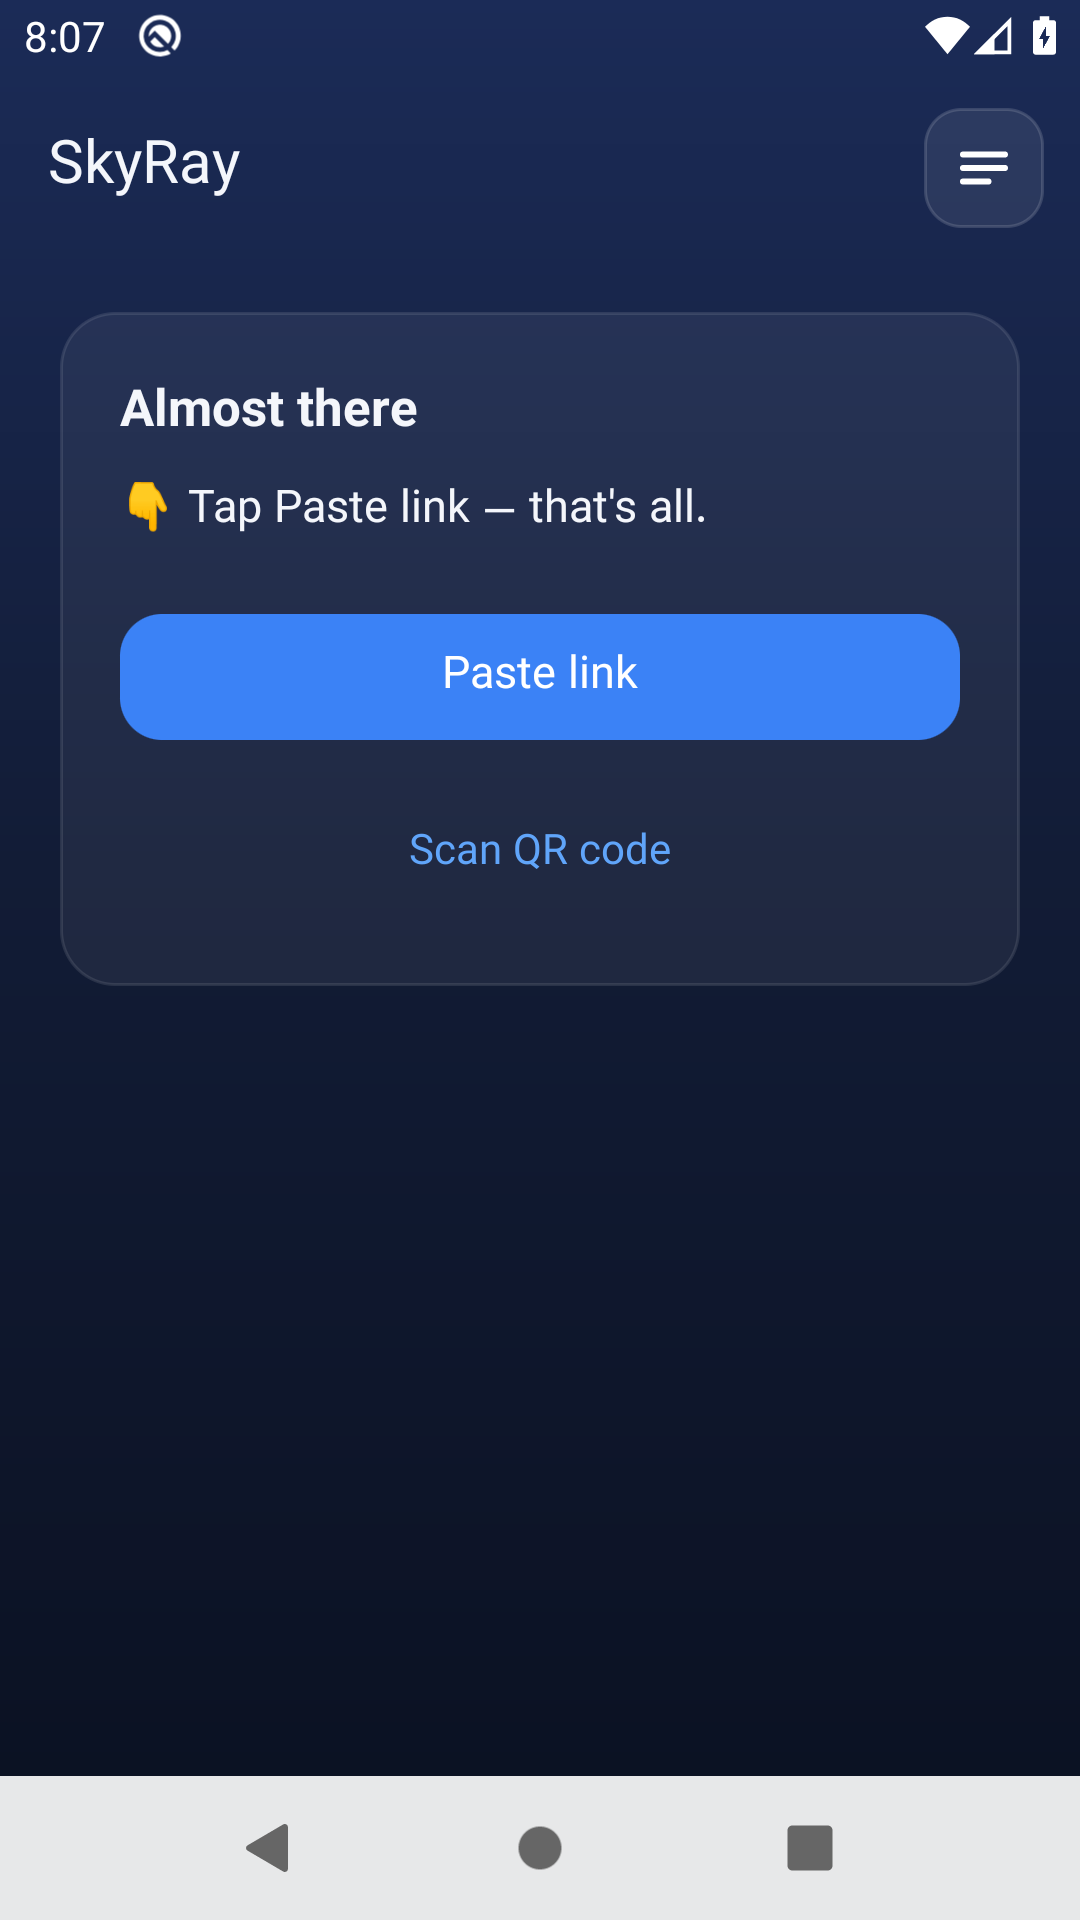 8:07
SkyRay
Almost there
👇 Tap Paste link — that's all.
Paste link
Scan QR code